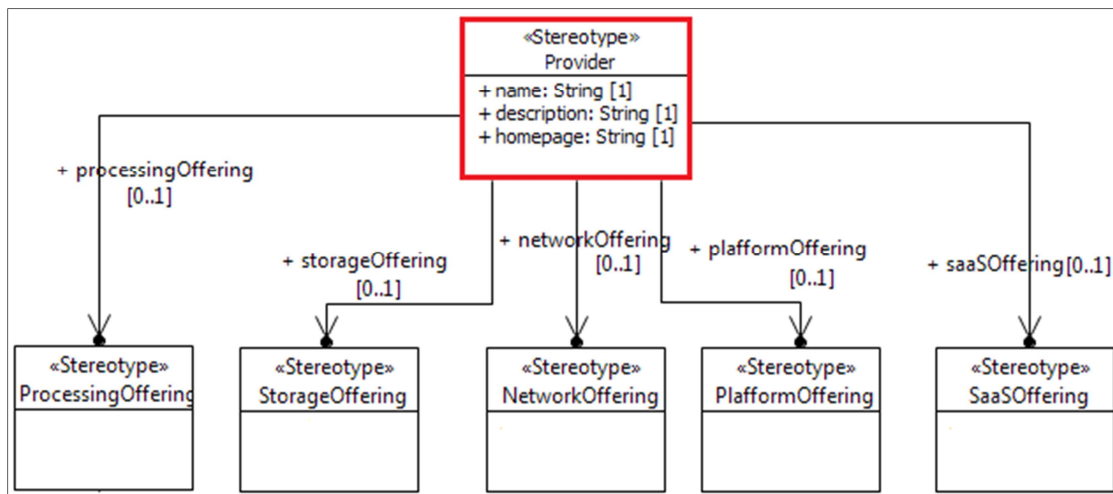 «Stereotype»
Provider
+ name: String [1]
+ description: String [1]
+ homepage: String [1]
+ processingOffering
[0..1]
+ storageOffering
[0..1]
+ networkOffering
[0..1]
+ plafformOffering
[0..1]
+ saaSOffering[0..1]
«Stereotype»
ProcessingOffering
«Stereotype»
StorageOffering
«Stereotype»
NetworkOffering
«Stereotype»
PlafformOffering
«Stereotype»
SaaSOffering